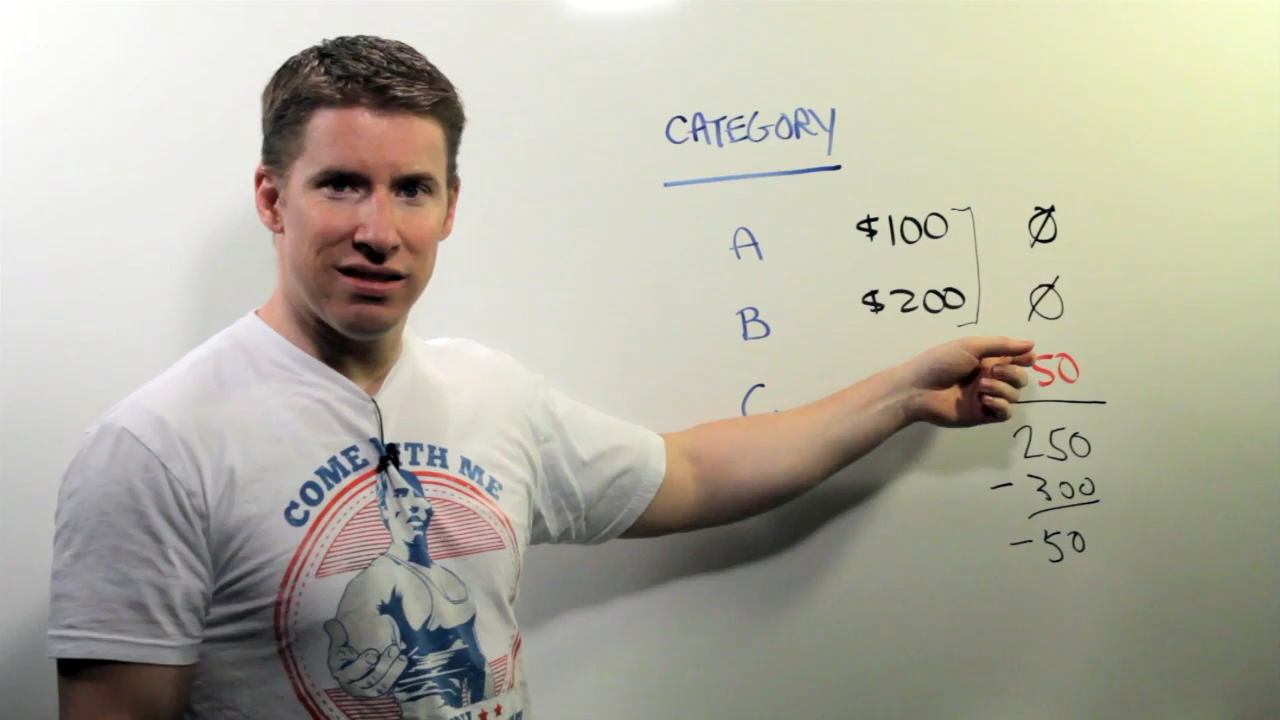 CATEGORY
A $100 Ø
B $200 Ø
C 50
250
- 300
- 50
COME WITH ME